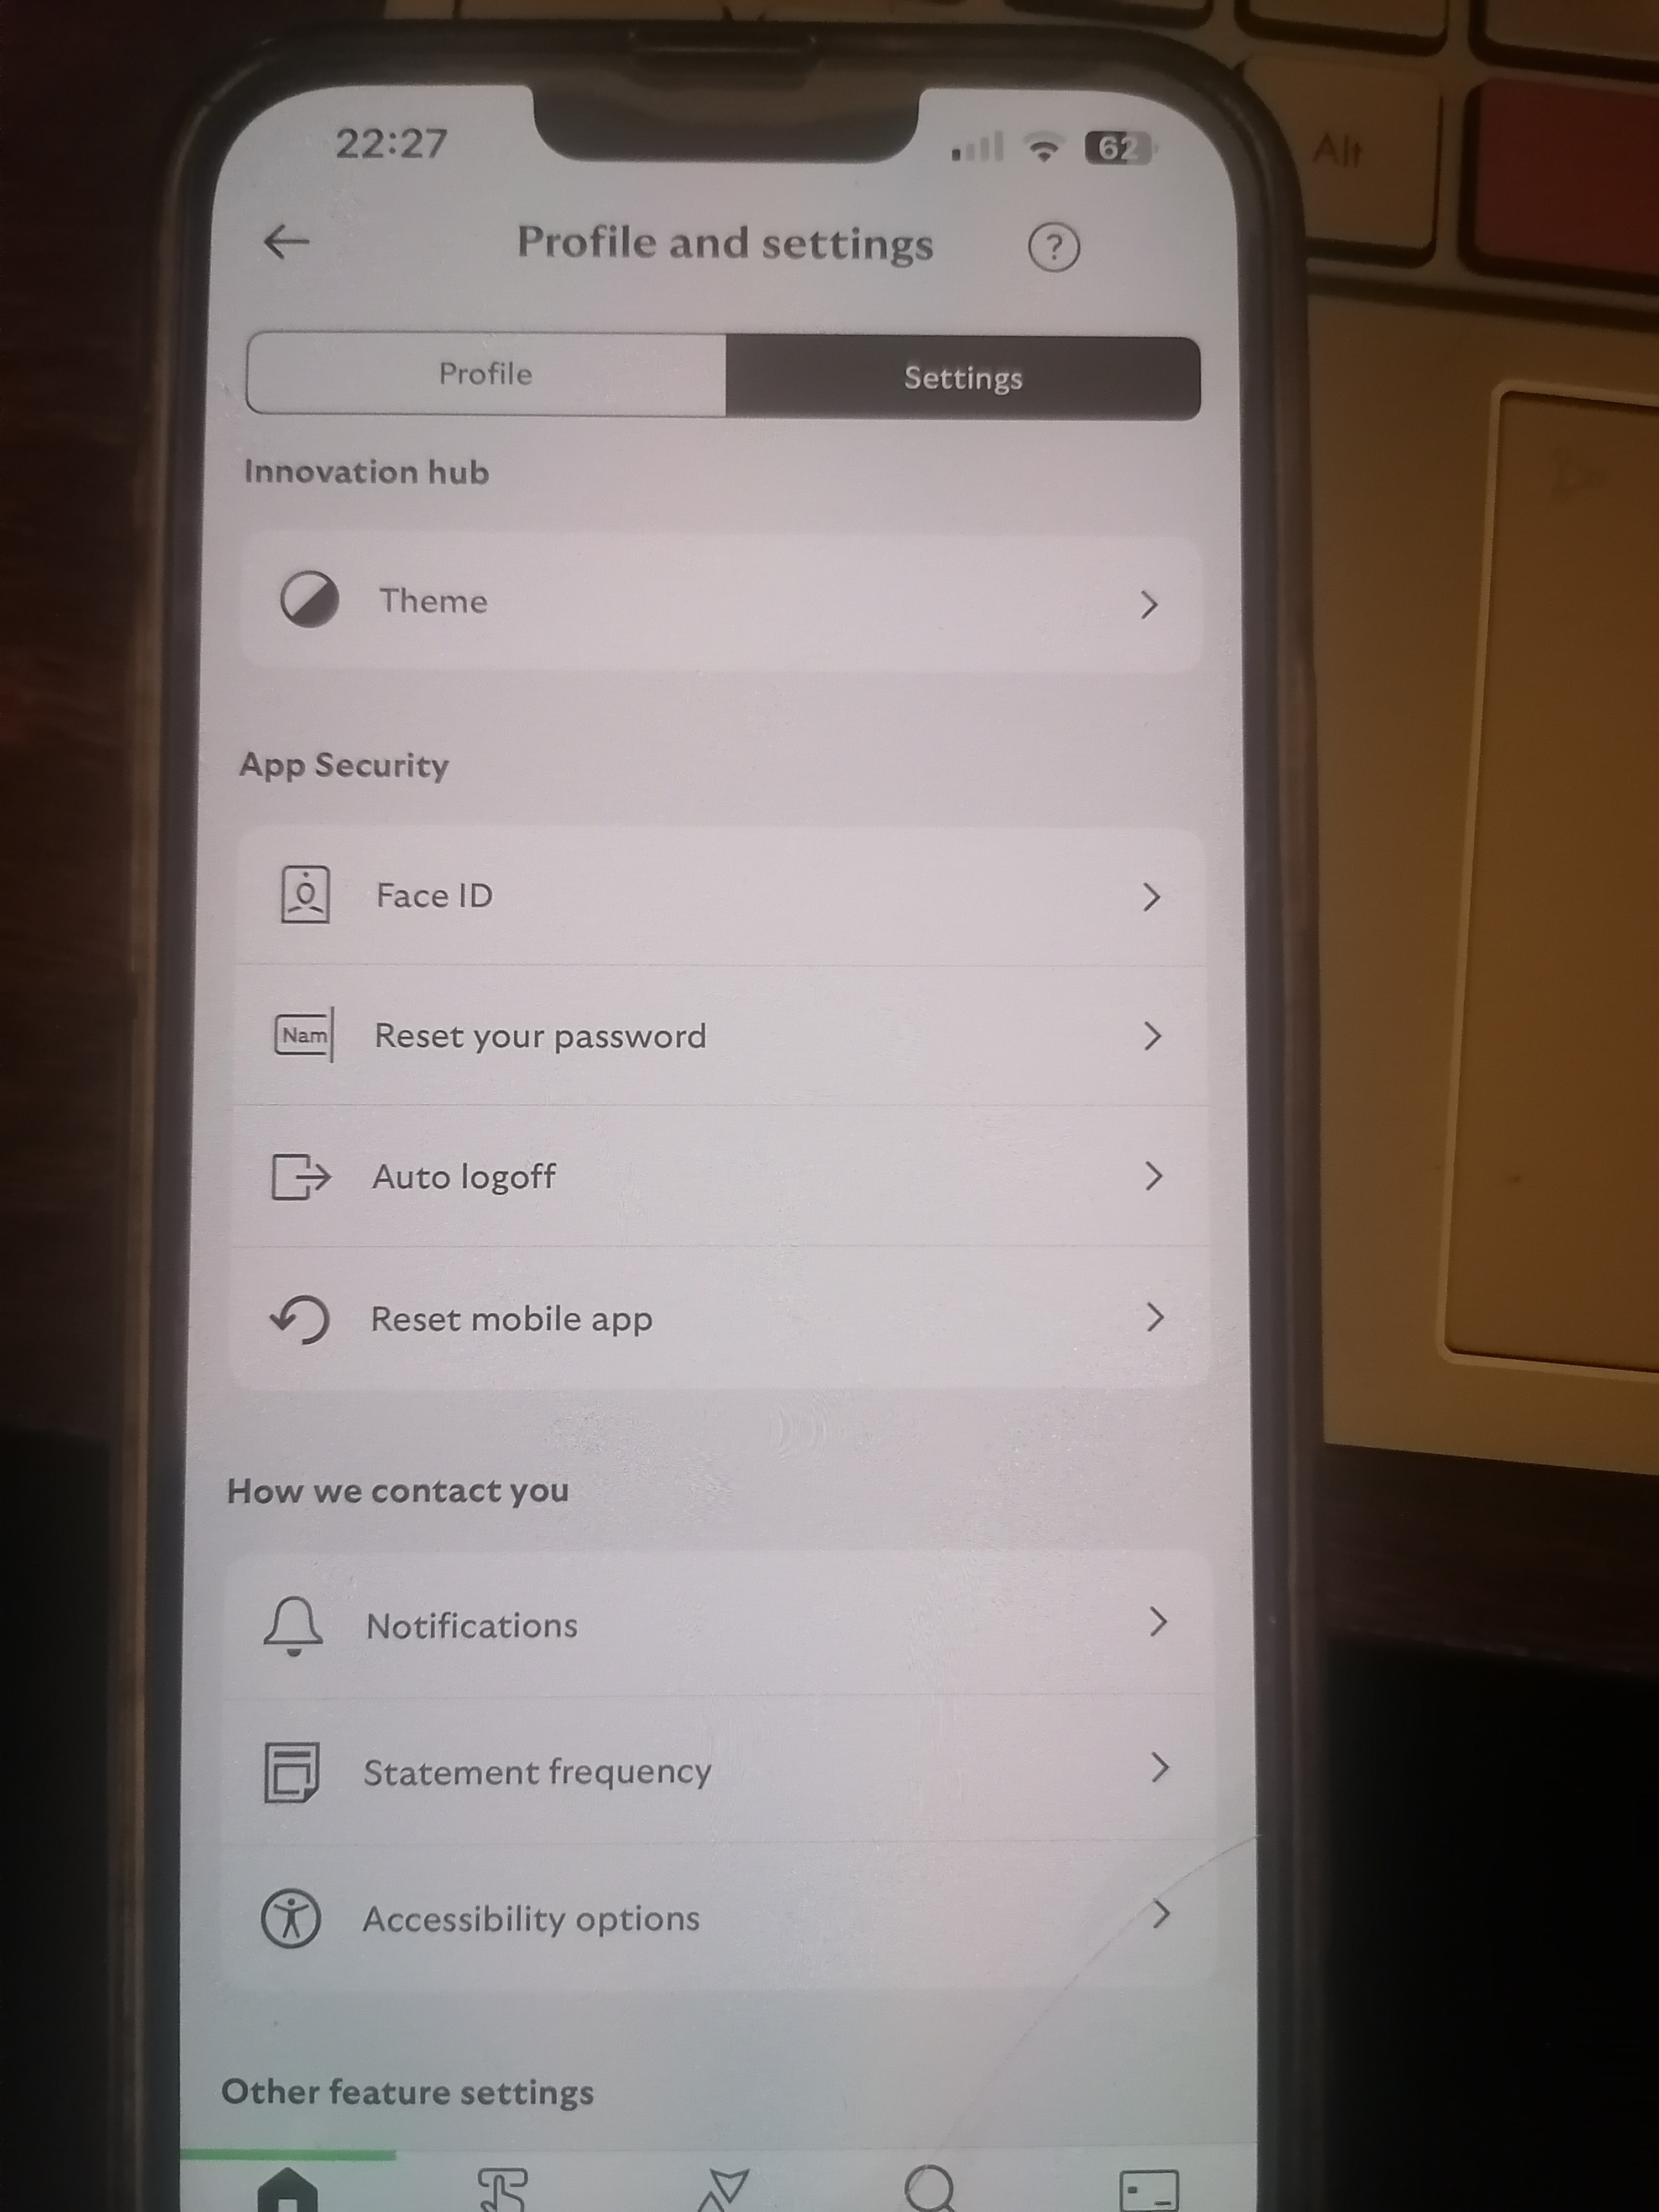 Alt
22:27
62
Profile and settings
?
Profile
Settings
Innovation hub
Theme
App Security
Face ID
Nam
Reset your password
Auto logoff
Reset mobile app
How we contact you
Notifications
Statement frequency
Accessibility options
Other feature settings